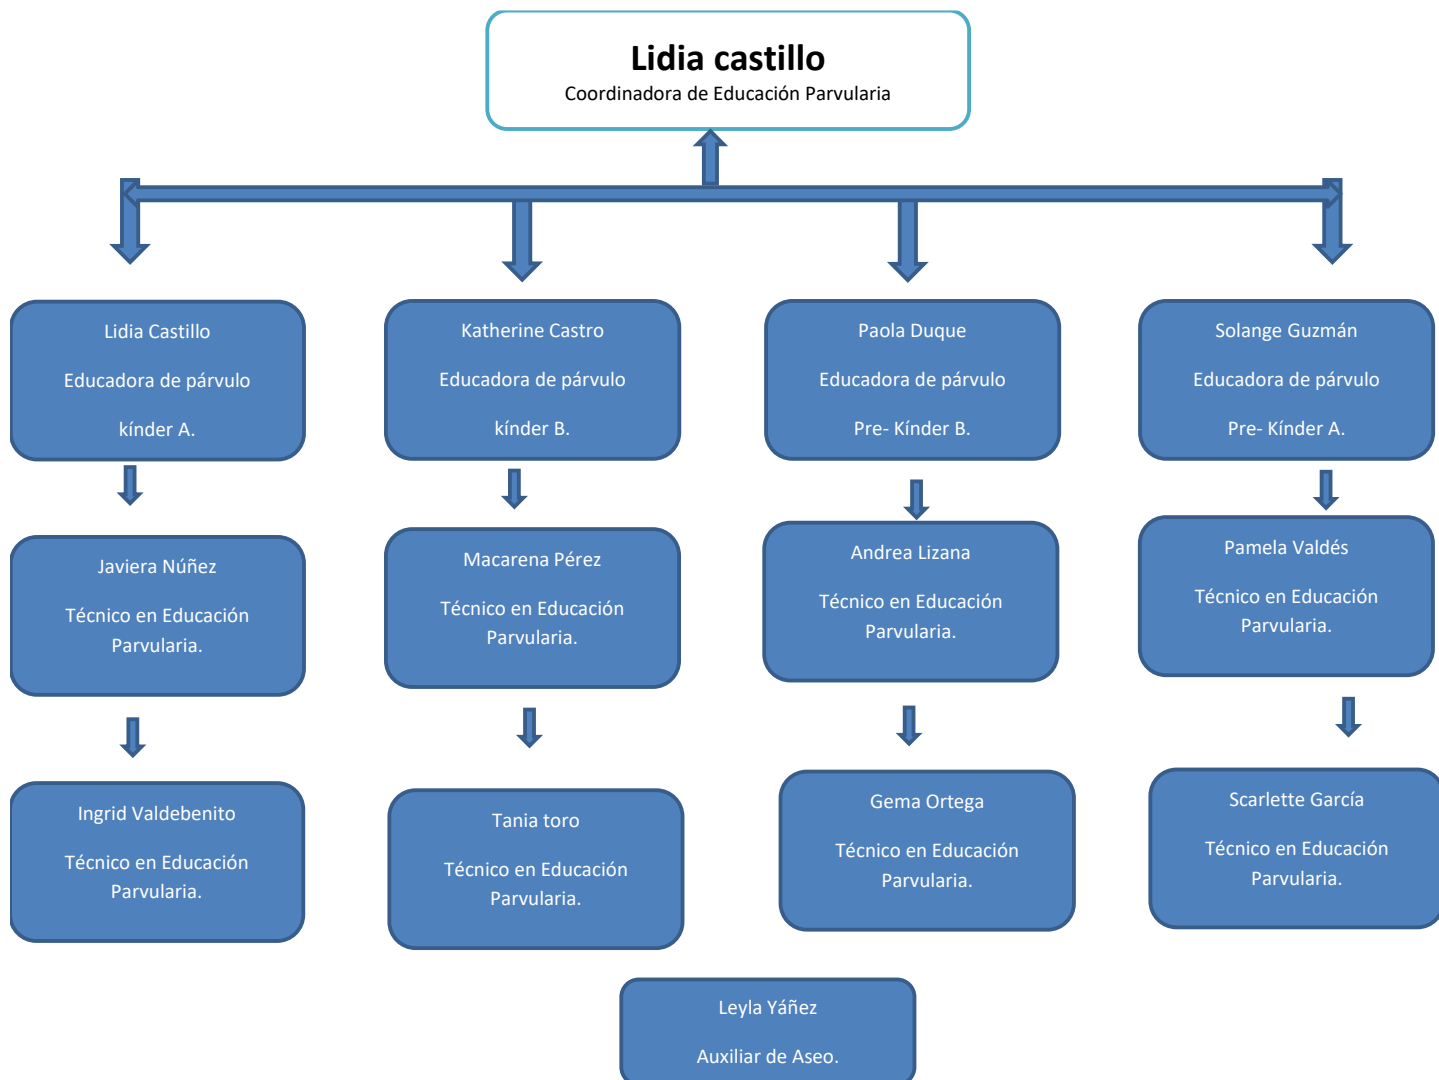 Lidia castillo
Coordinadora de Educación Parvularia
Lidia Castillo
Educadora de párvulo
kínder A.
Katherine Castro
Educadora de párvulo
kínder B.
Paola Duque
Educadora de párvulo
Pre- Kínder B.
Solange Guzmán
Educadora de párvulo
Pre- Kínder A.
Javiera Núñez
Técnico en Educación
Parvularia.
Macarena Pérez
Técnico en Educación
Parvularia.
Andrea Lizana
Técnico en Educación
Parvularia.
Pamela Valdés
Técnico en Educación
Parvularia.
Ingrid Valdebenito
Técnico en Educación
Parvularia.
Tania toro
Técnico en Educación
Parvularia.
Gema Ortega
Técnico en Educación
Parvularia.
Scarlette García
Técnico en Educación
Parvularia.
Leyla Yáñez
Auxiliar de Aseo.